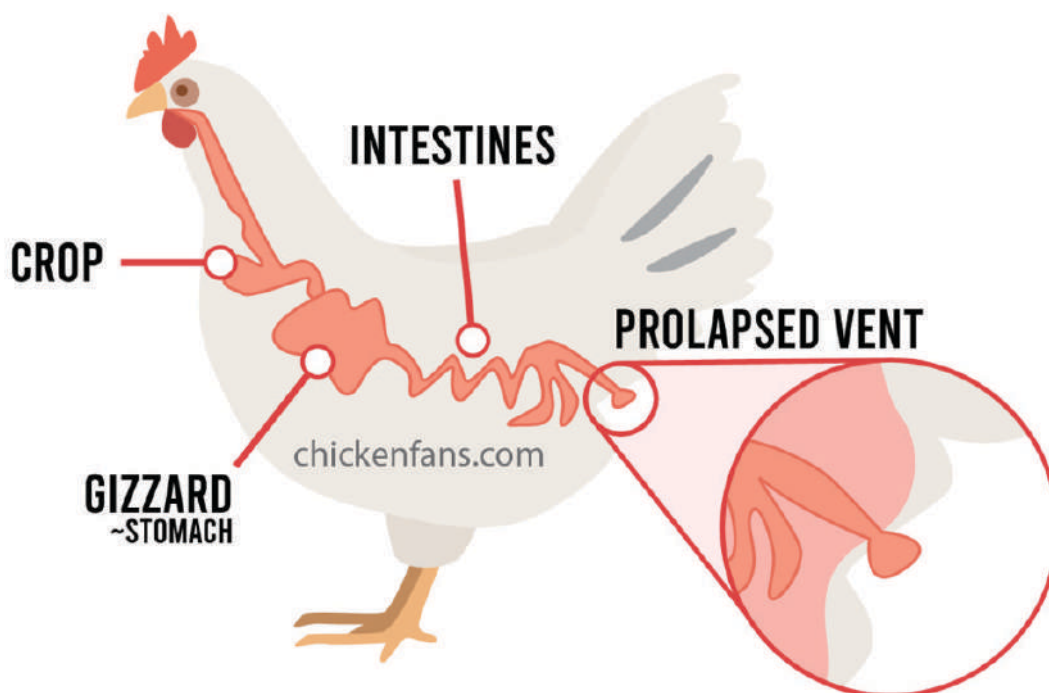 INTESTINES
CROP
PROLAPSED VENT
chickenfans.com
GIZZARD
~STOMACH